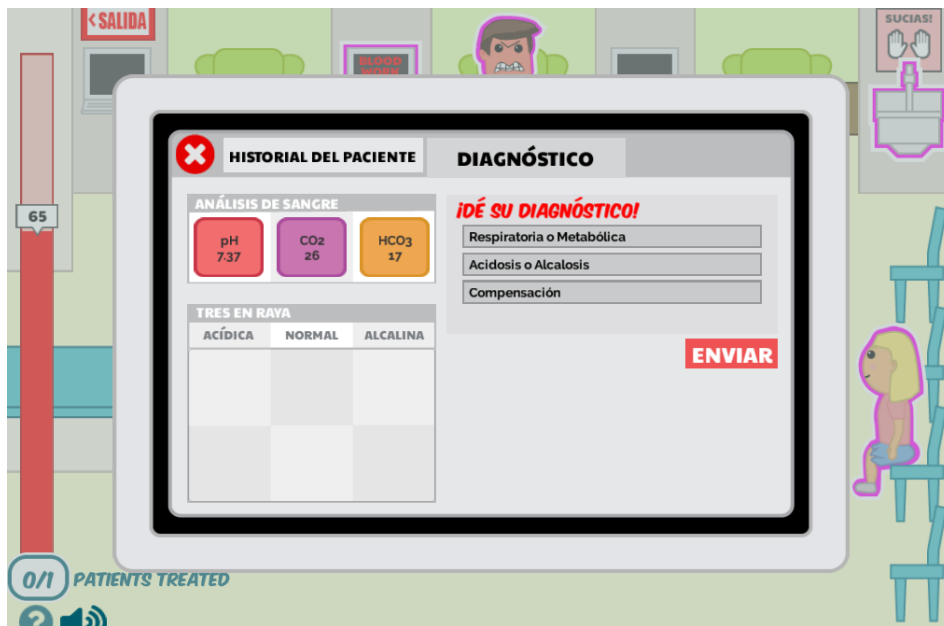 <SALIDA
SUCIAS!
BLOOD
WORK
HISTORIAL DEL PACIENTE
DIAGNÓSTICO
65
ANÁLISIS DE SANGRE
pH
7.37
CO2
26
HCO3
17
¡DÉ SU DIAGNÓSTICO!
Respiratoria o Metabólica
Acidosis o Alcalosis
Compensación
TRES EN RAYA
ACÍDICA NORMAL ALCALINA
ENVIAR
0/1 PATIENTS TREATED
?